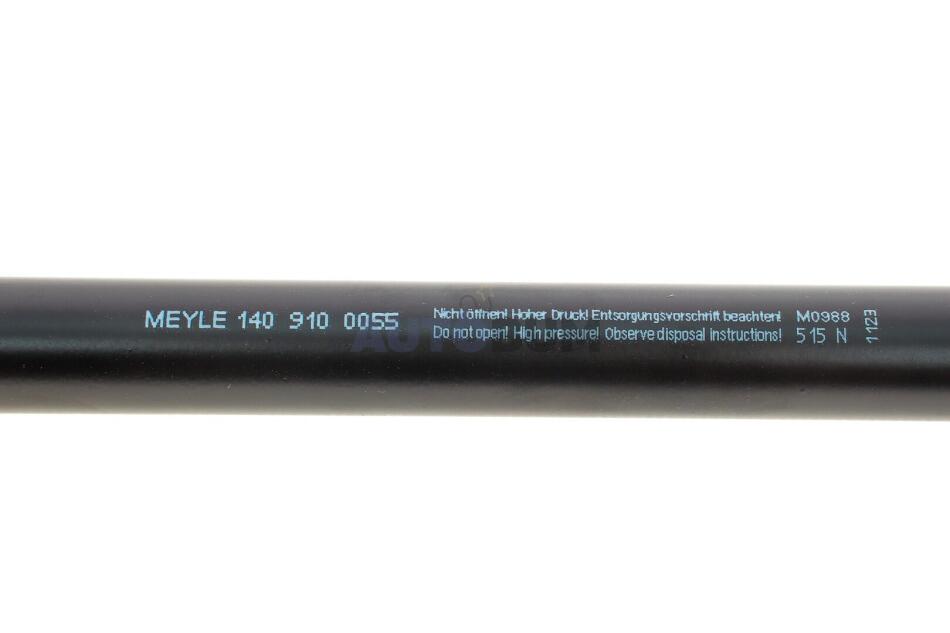 MEYLE 140 910 0055
Nicht öffnen! Hoher Druck! Entsorgungsvorschrift beachten!
Do not open! High pressure! Observe disposal instructions!
M0988
515 N
1123
AUTODOM